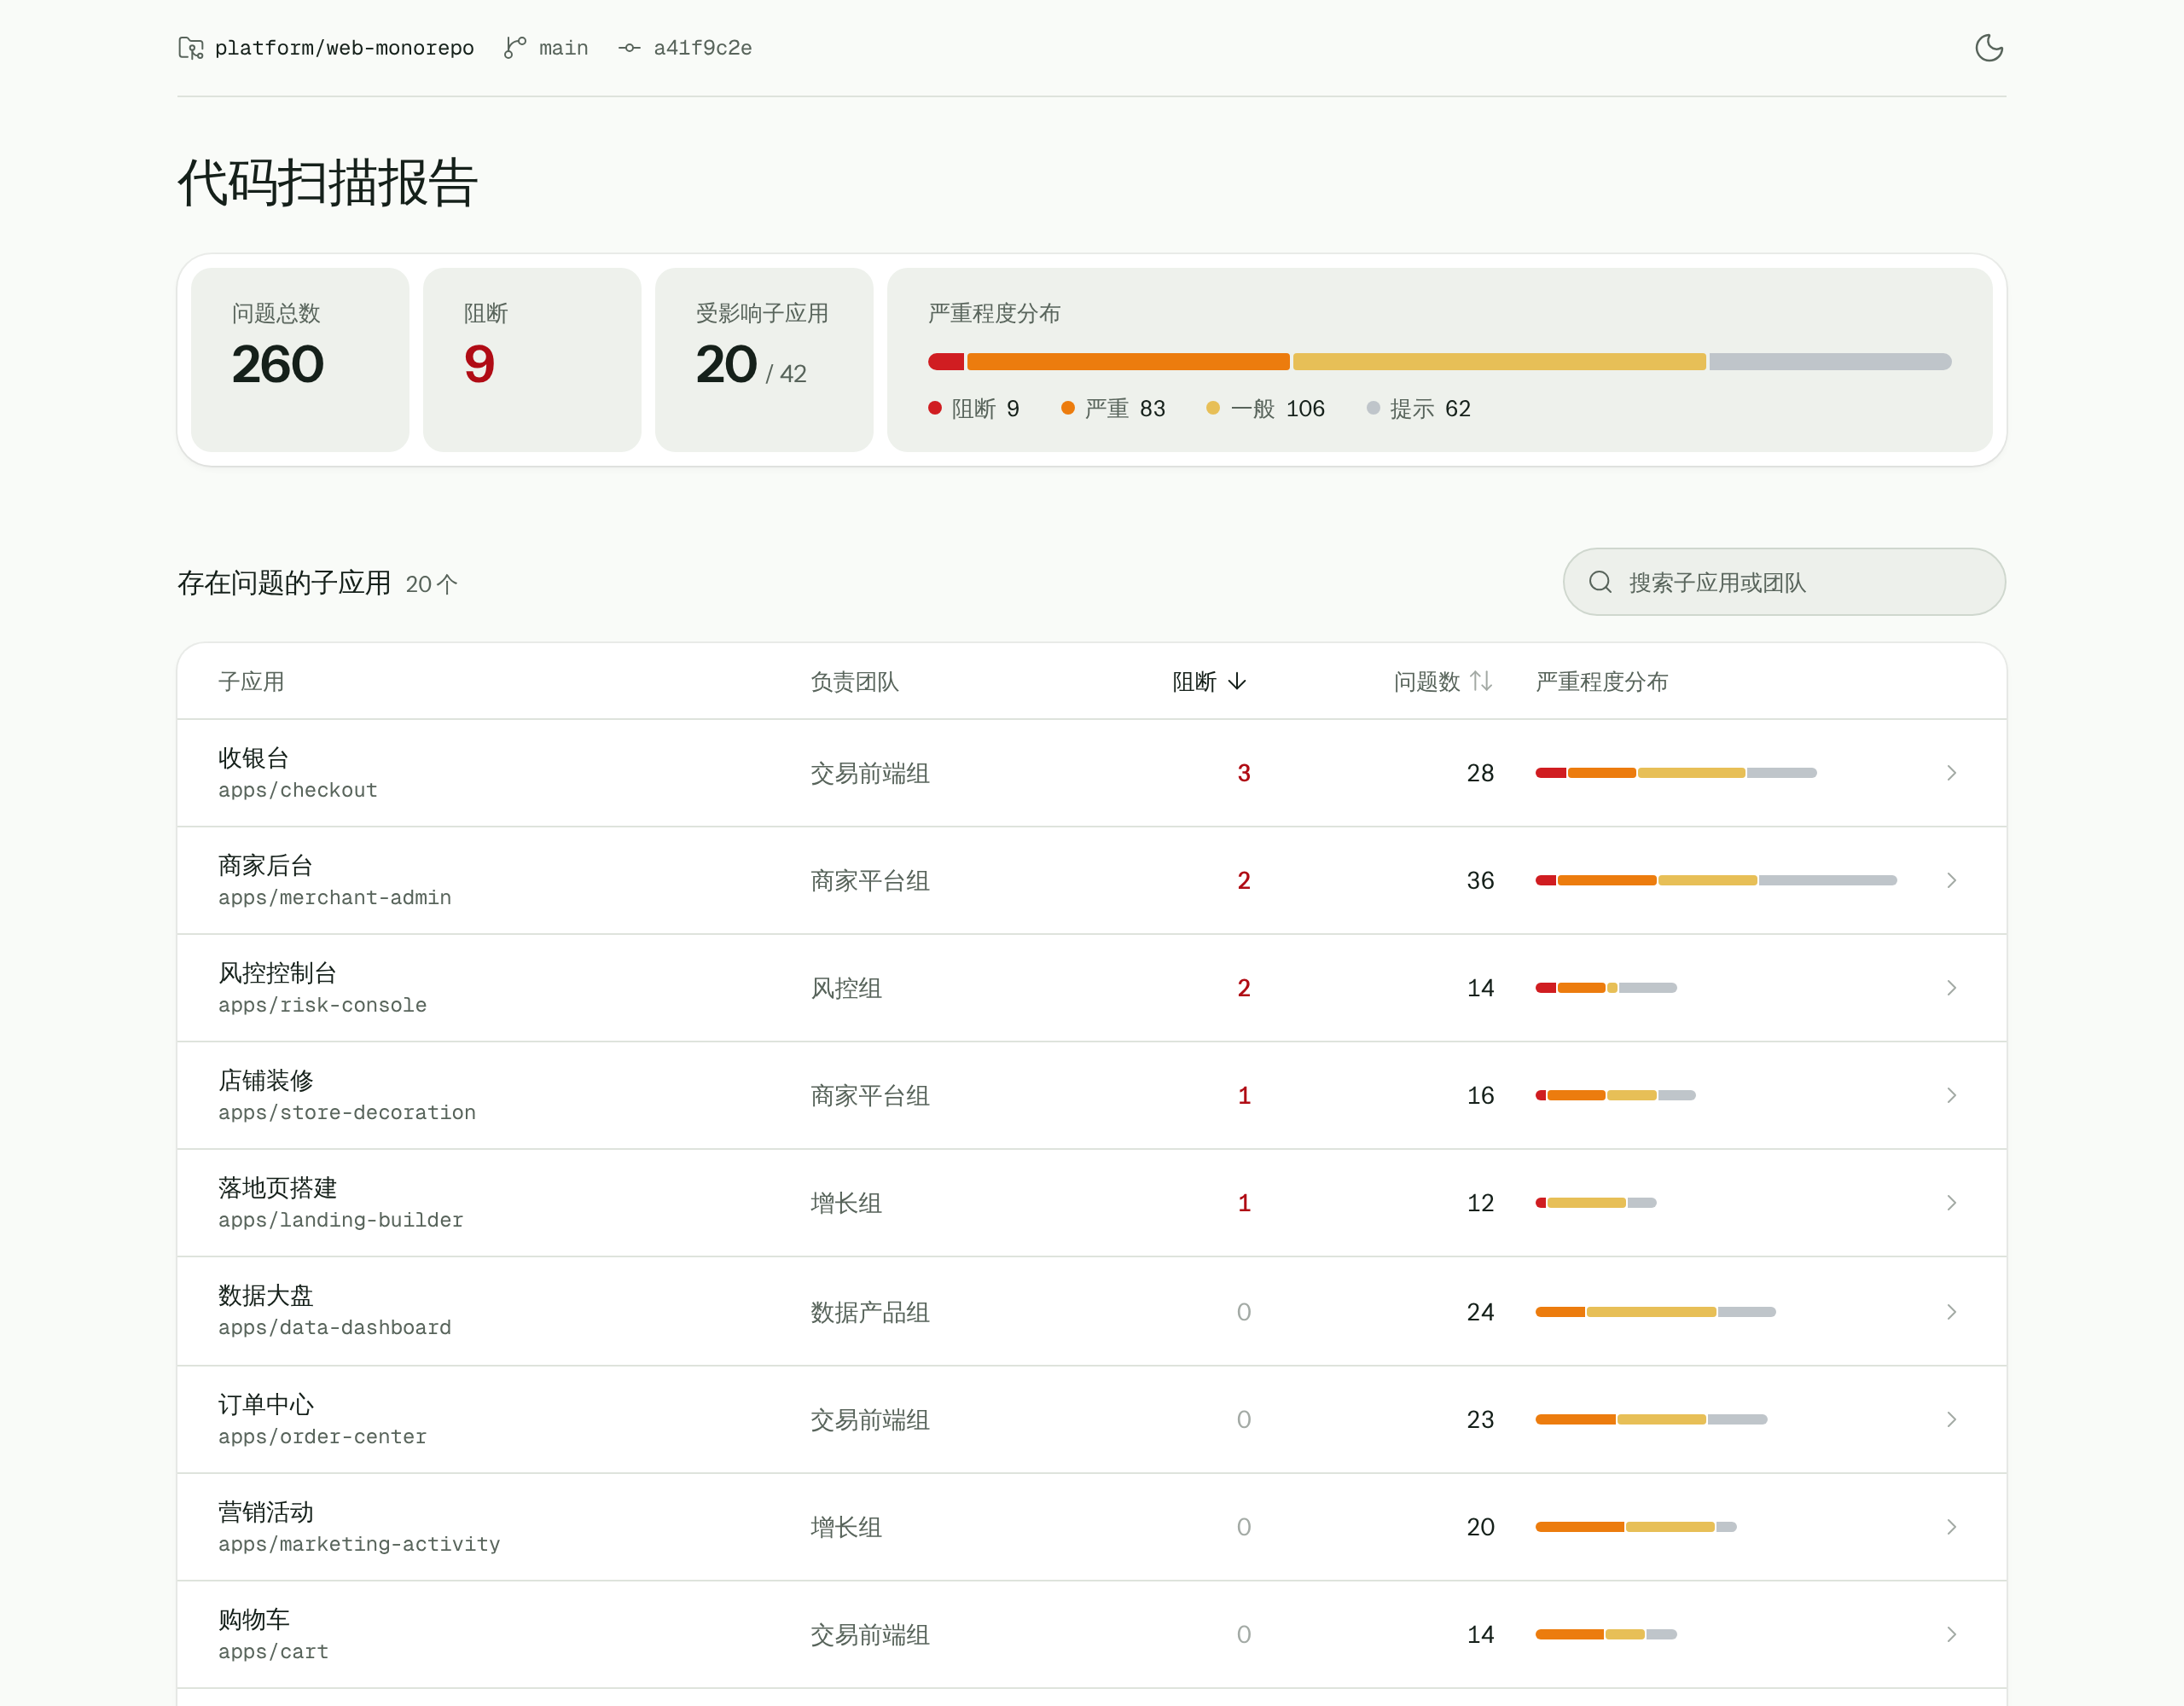 platform/web-monorepo main a41f9c2e
代码扫描报告
问题总数
260
阻断
9
受影响子应用
20 / 42
严重程度分布
阻断 9 严重 83 一般 106 提示 62
存在问题的子应用 20 个
搜索子应用或团队
子应用 负责团队 阻断 问题数 严重程度分布
收银台
apps/checkout
交易前端组 3 28
商家后台
apps/merchant-admin
商家平台组 2 36
风控控制台
apps/risk-console
风控组 2 14
店铺装修
apps/store-decoration
商家平台组 1 16
落地页搭建
apps/landing-builder
增长组 1 12
数据大盘
apps/data-dashboard
数据产品组 0 24
订单中心
apps/order-center
交易前端组 0 23
营销活动
apps/marketing-activity
增长组 0 20
购物车
apps/cart
交易前端组 0 14